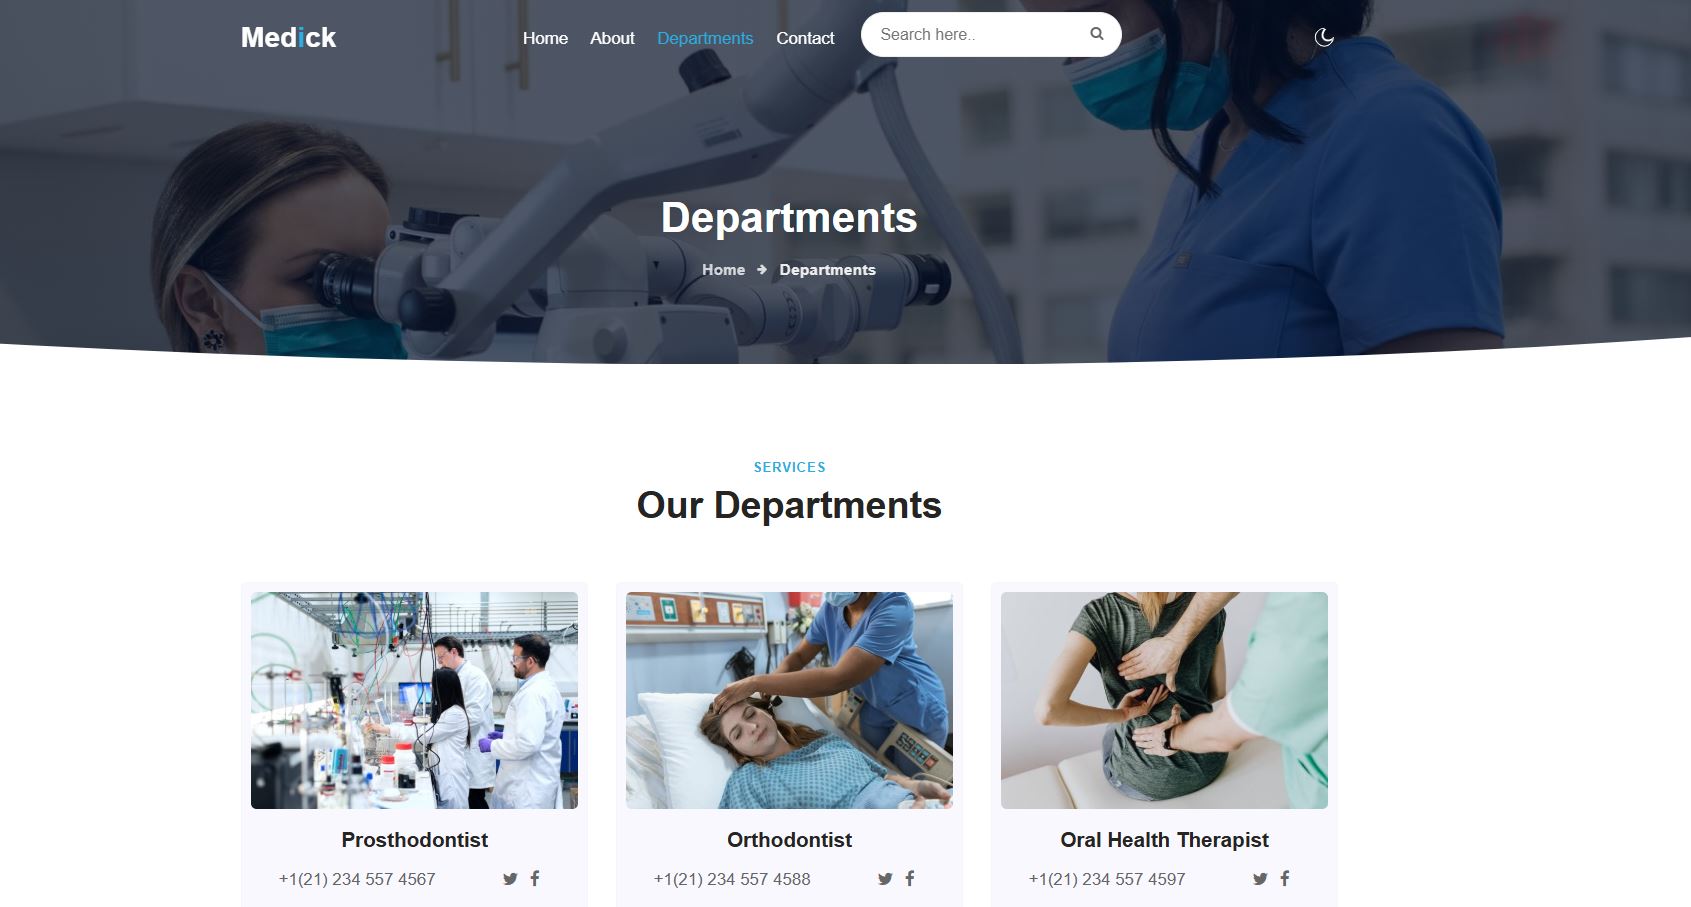 Medick
Home About Departments Contact Search here..
Departments
Home Departments
SERVICES
Our Departments
Prosthodontist
+1(21) 234 557 4567
Orthodontist
+1(21) 234 557 4588
Oral Health Therapist
+1(21) 234 557 4597